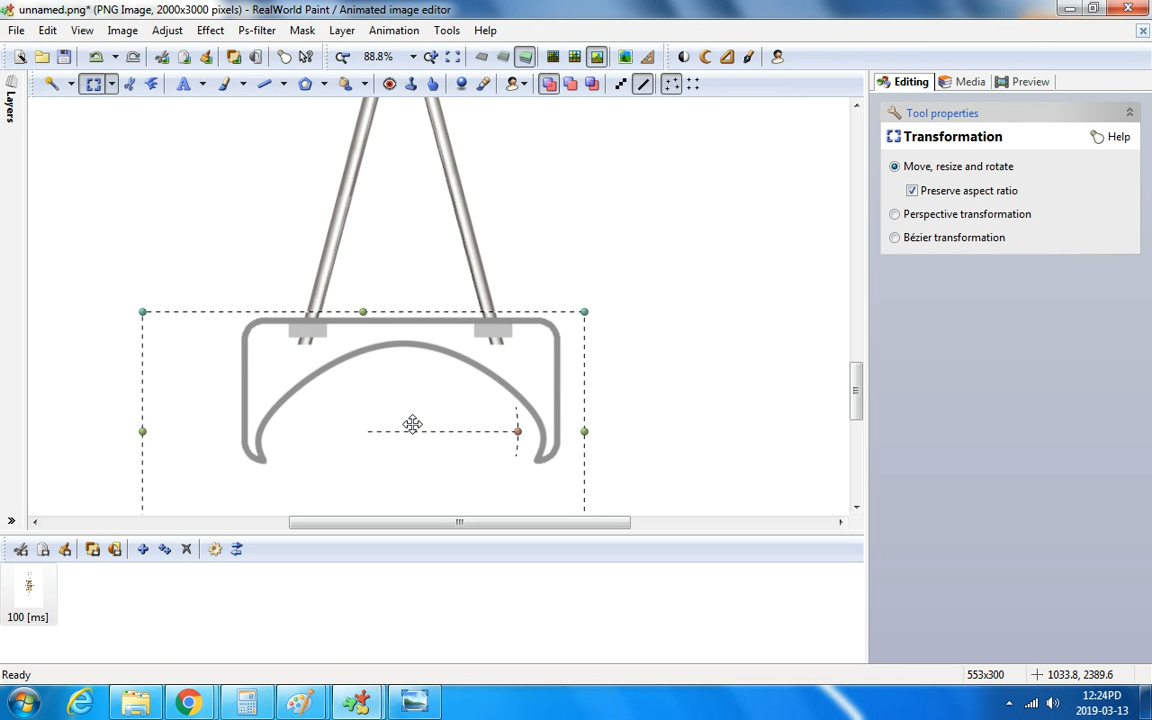 unnamed.png* (PNG Image, 2000x3000 pixels) - RealWorld Paint / Animated image editor
File Edit View Image Adjust Effect Ps-filter Mask Layer Animation Tools Help
88.8%
Editing Media Preview
Layers
Tool properties
Transformation Help
Move, resize and rotate
Preserve aspect ratio
Perspective transformation
Bézier transformation
100 [ms]
Ready 553x300 1033.8, 2389.6
12:24PD
2019-03-13